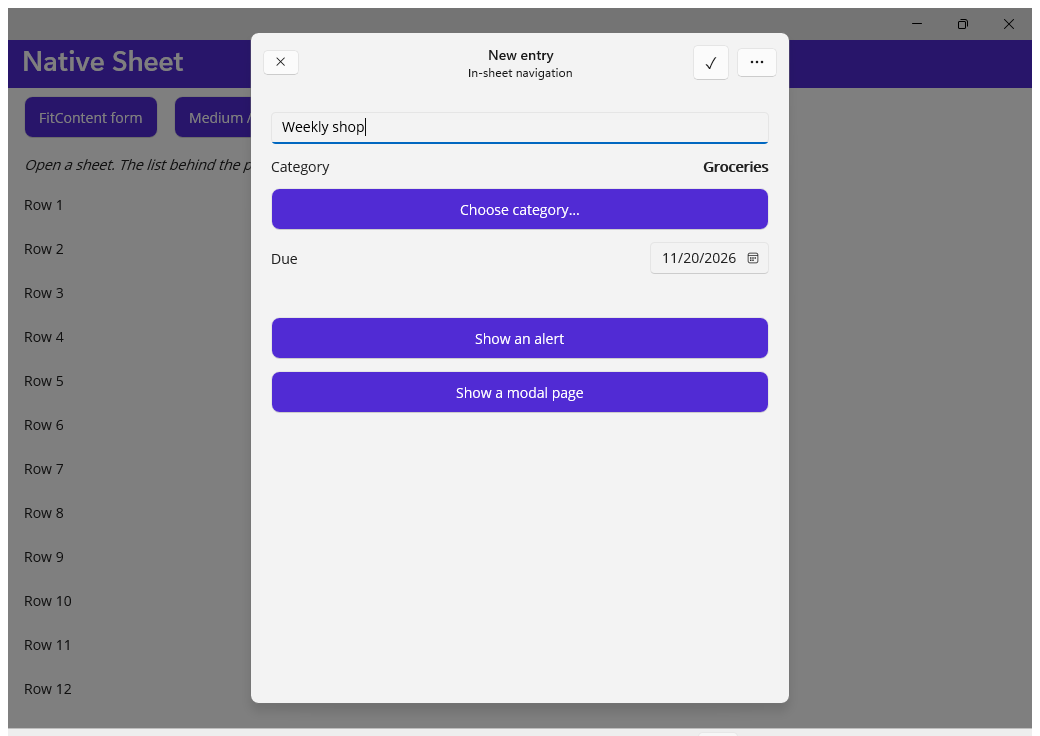 Native Sheet
New entry
In-sheet navigation
FitContent form
Medium /
Weekly shop
Open a sheet. The list behind the p
Category
Groceries
Row 1
Choose category...
Row 2
Due
11/20/2026
Row 3
Row 4
Show an alert
Row 5
Show a modal page
Row 6
Row 7
Row 8
Row 9
Row 10
Row 11
Row 12